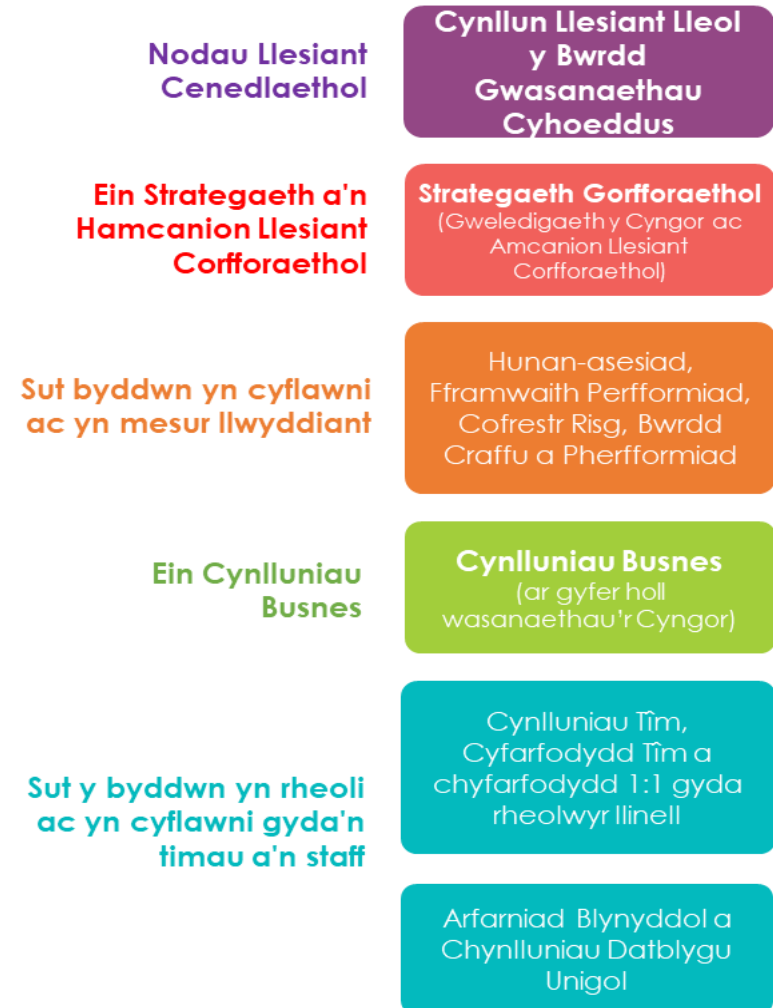 Nodau Llesiant
Cenedlaethol
Cynllun Llesiant Lleol
y Bwrdd
Gwasanaethau
Cyhoeddus
Ein Strategaeth a'n
Hamcanion Llesiant
Corfforaethol
Strategaeth Gorfforaethol
(Gweledigaeth y Cyngor ac
Amcanion Llesiant
Corfforaethol)
Sut byddwn yn cyflawni
ac yn mesur llwyddiant
Hunan-asesiad,
Fframwaith Perfformiad,
Cofrestr Risg, Bwrdd
Craffu a Pherfformiad
Ein Cynlluniau
Busnes
Cynlluniau Busnes
(ar gyfer holl
wasanaethau'r Cyngor)
Sut y byddwn yn rheoli
ac yn cyflawni gyda'n
timau a'n staff
Cynlluniau Tîm,
Cyfarfodydd Tîm a
chyfarfodydd 1:1 gyda
rheolwyr llinell
Arfarniad Blynyddol a
Chynlluniau Datblygu
Unigol